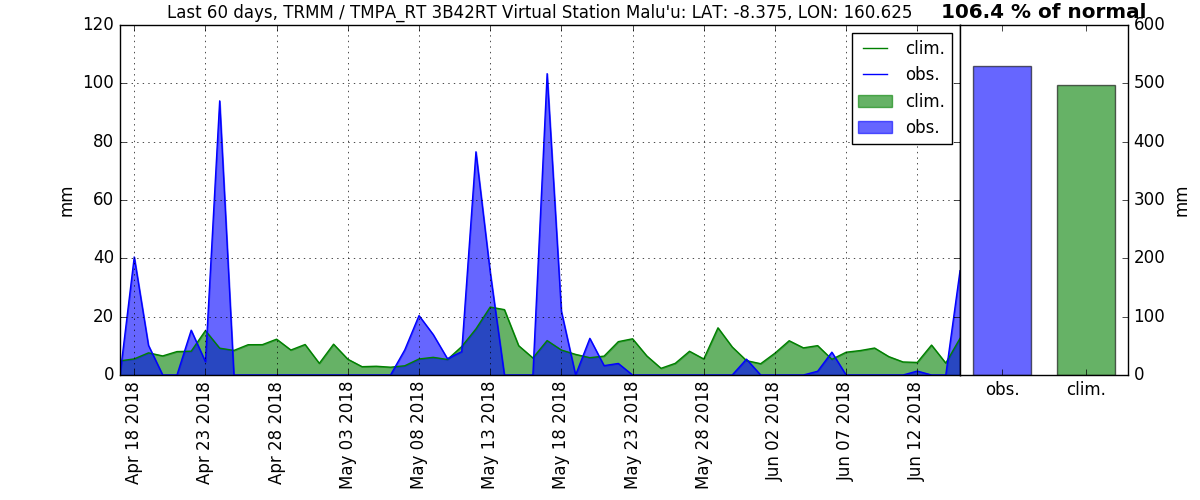 Last 60 days, TRMM / TMPA_RT 3B42RT Virtual Station Malu'u: LAT: -8.375, LON: 160.625
106.4 % of normal
120
100
80
60
40
20
0
mm
clim.
obs.
clim.
obs.
600
500
400
300
200
100
0
mm
Apr 18 2018
Apr 23 2018
Apr 28 2018
May 03 2018
May 08 2018
May 13 2018
May 18 2018
May 23 2018
May 28 2018
Jun 02 2018
Jun 07 2018
Jun 12 2018
obs.
clim.